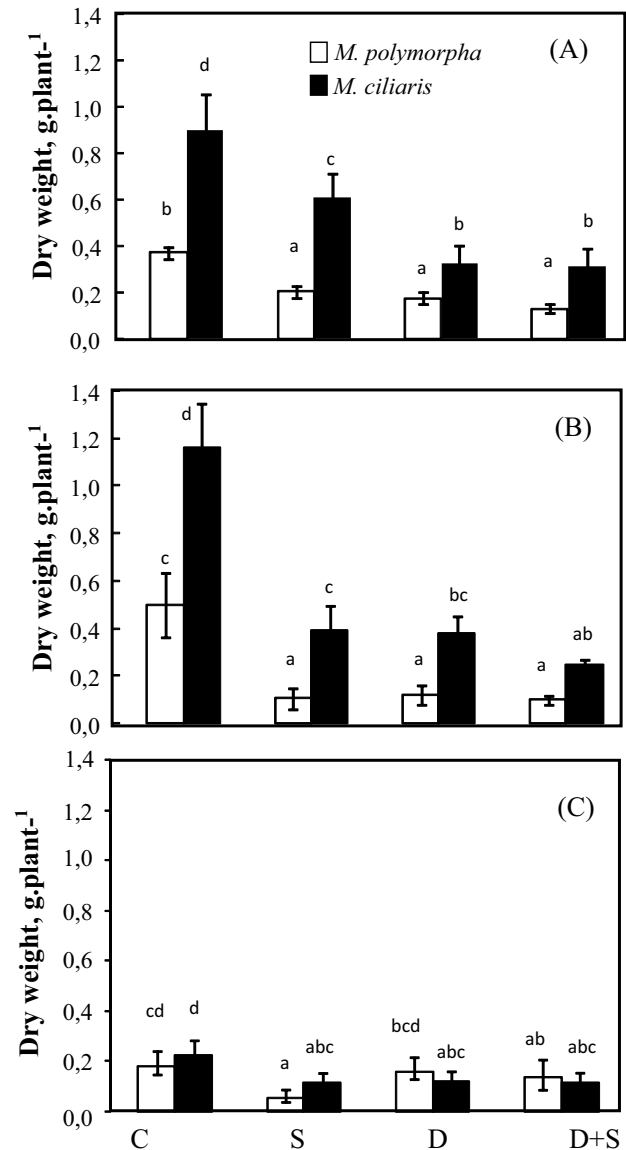 1,4
(A)
M. polymorpha
M. ciliaris
1,2
1,0
0,8
0,6
0,4
0,2
0,0
Dry weight, g.plant-1
d
b
c
a
b
a
b
a
1,4
(B)
1,2
1,0
0,8
0,6
0,4
0,2
0,0
Dry weight, g.plant-1
d
c
c
a
bc
a
ab
a
1,4
(C)
1,2
1,0
0,8
0,6
0,4
0,2
0,0
Dry weight, g.plant-1
cd
d
a
abc
bcd
abc
ab
abc
C S D D+S